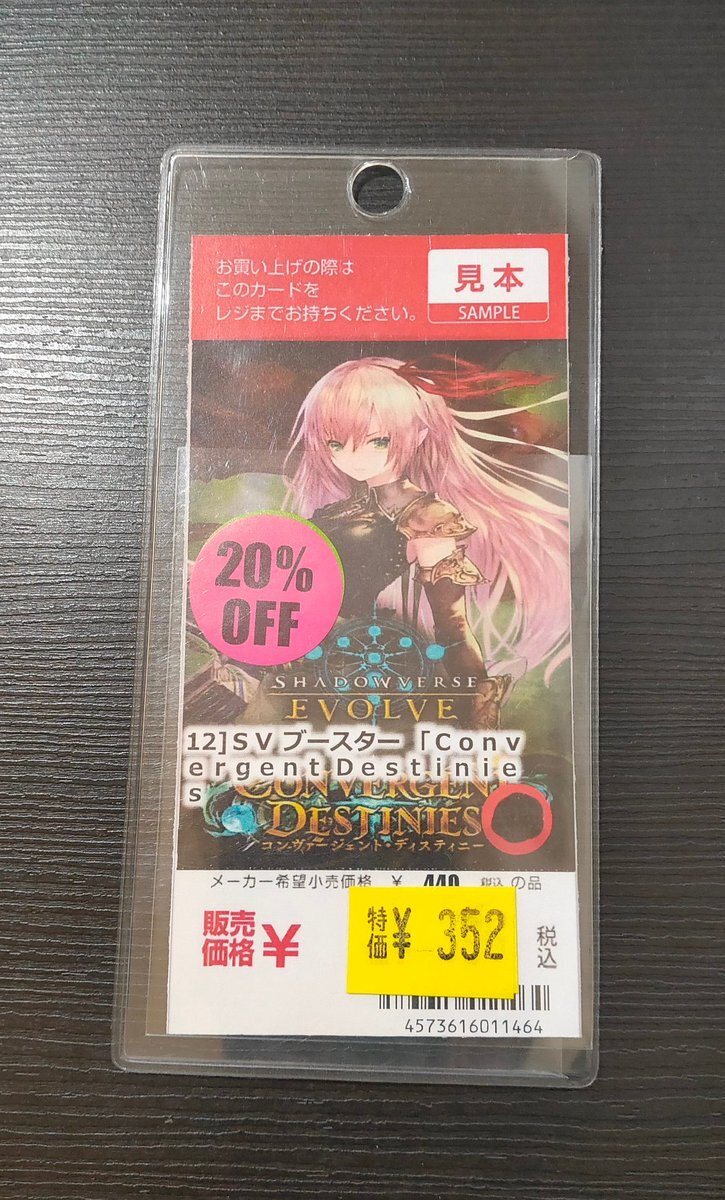 お買い上げの際は
このカードを
レジまでお持ちください。
見本
SAMPLE
20%
OFF
SHADOWVERSE
EVOLVE
12]ＳＶブースター「Ｃｏｎｖ
ｅｒｇｅｎｔＤｅｓｔｉｎｉｅ
ｓ
CONVERGENT
DESTINIES
コンヴァージェント・ディスティニー
メーカー希望小売価格 ¥ 440 税込 の品
販売
価格 ¥
特価 ¥ 352
税込
4573616011464